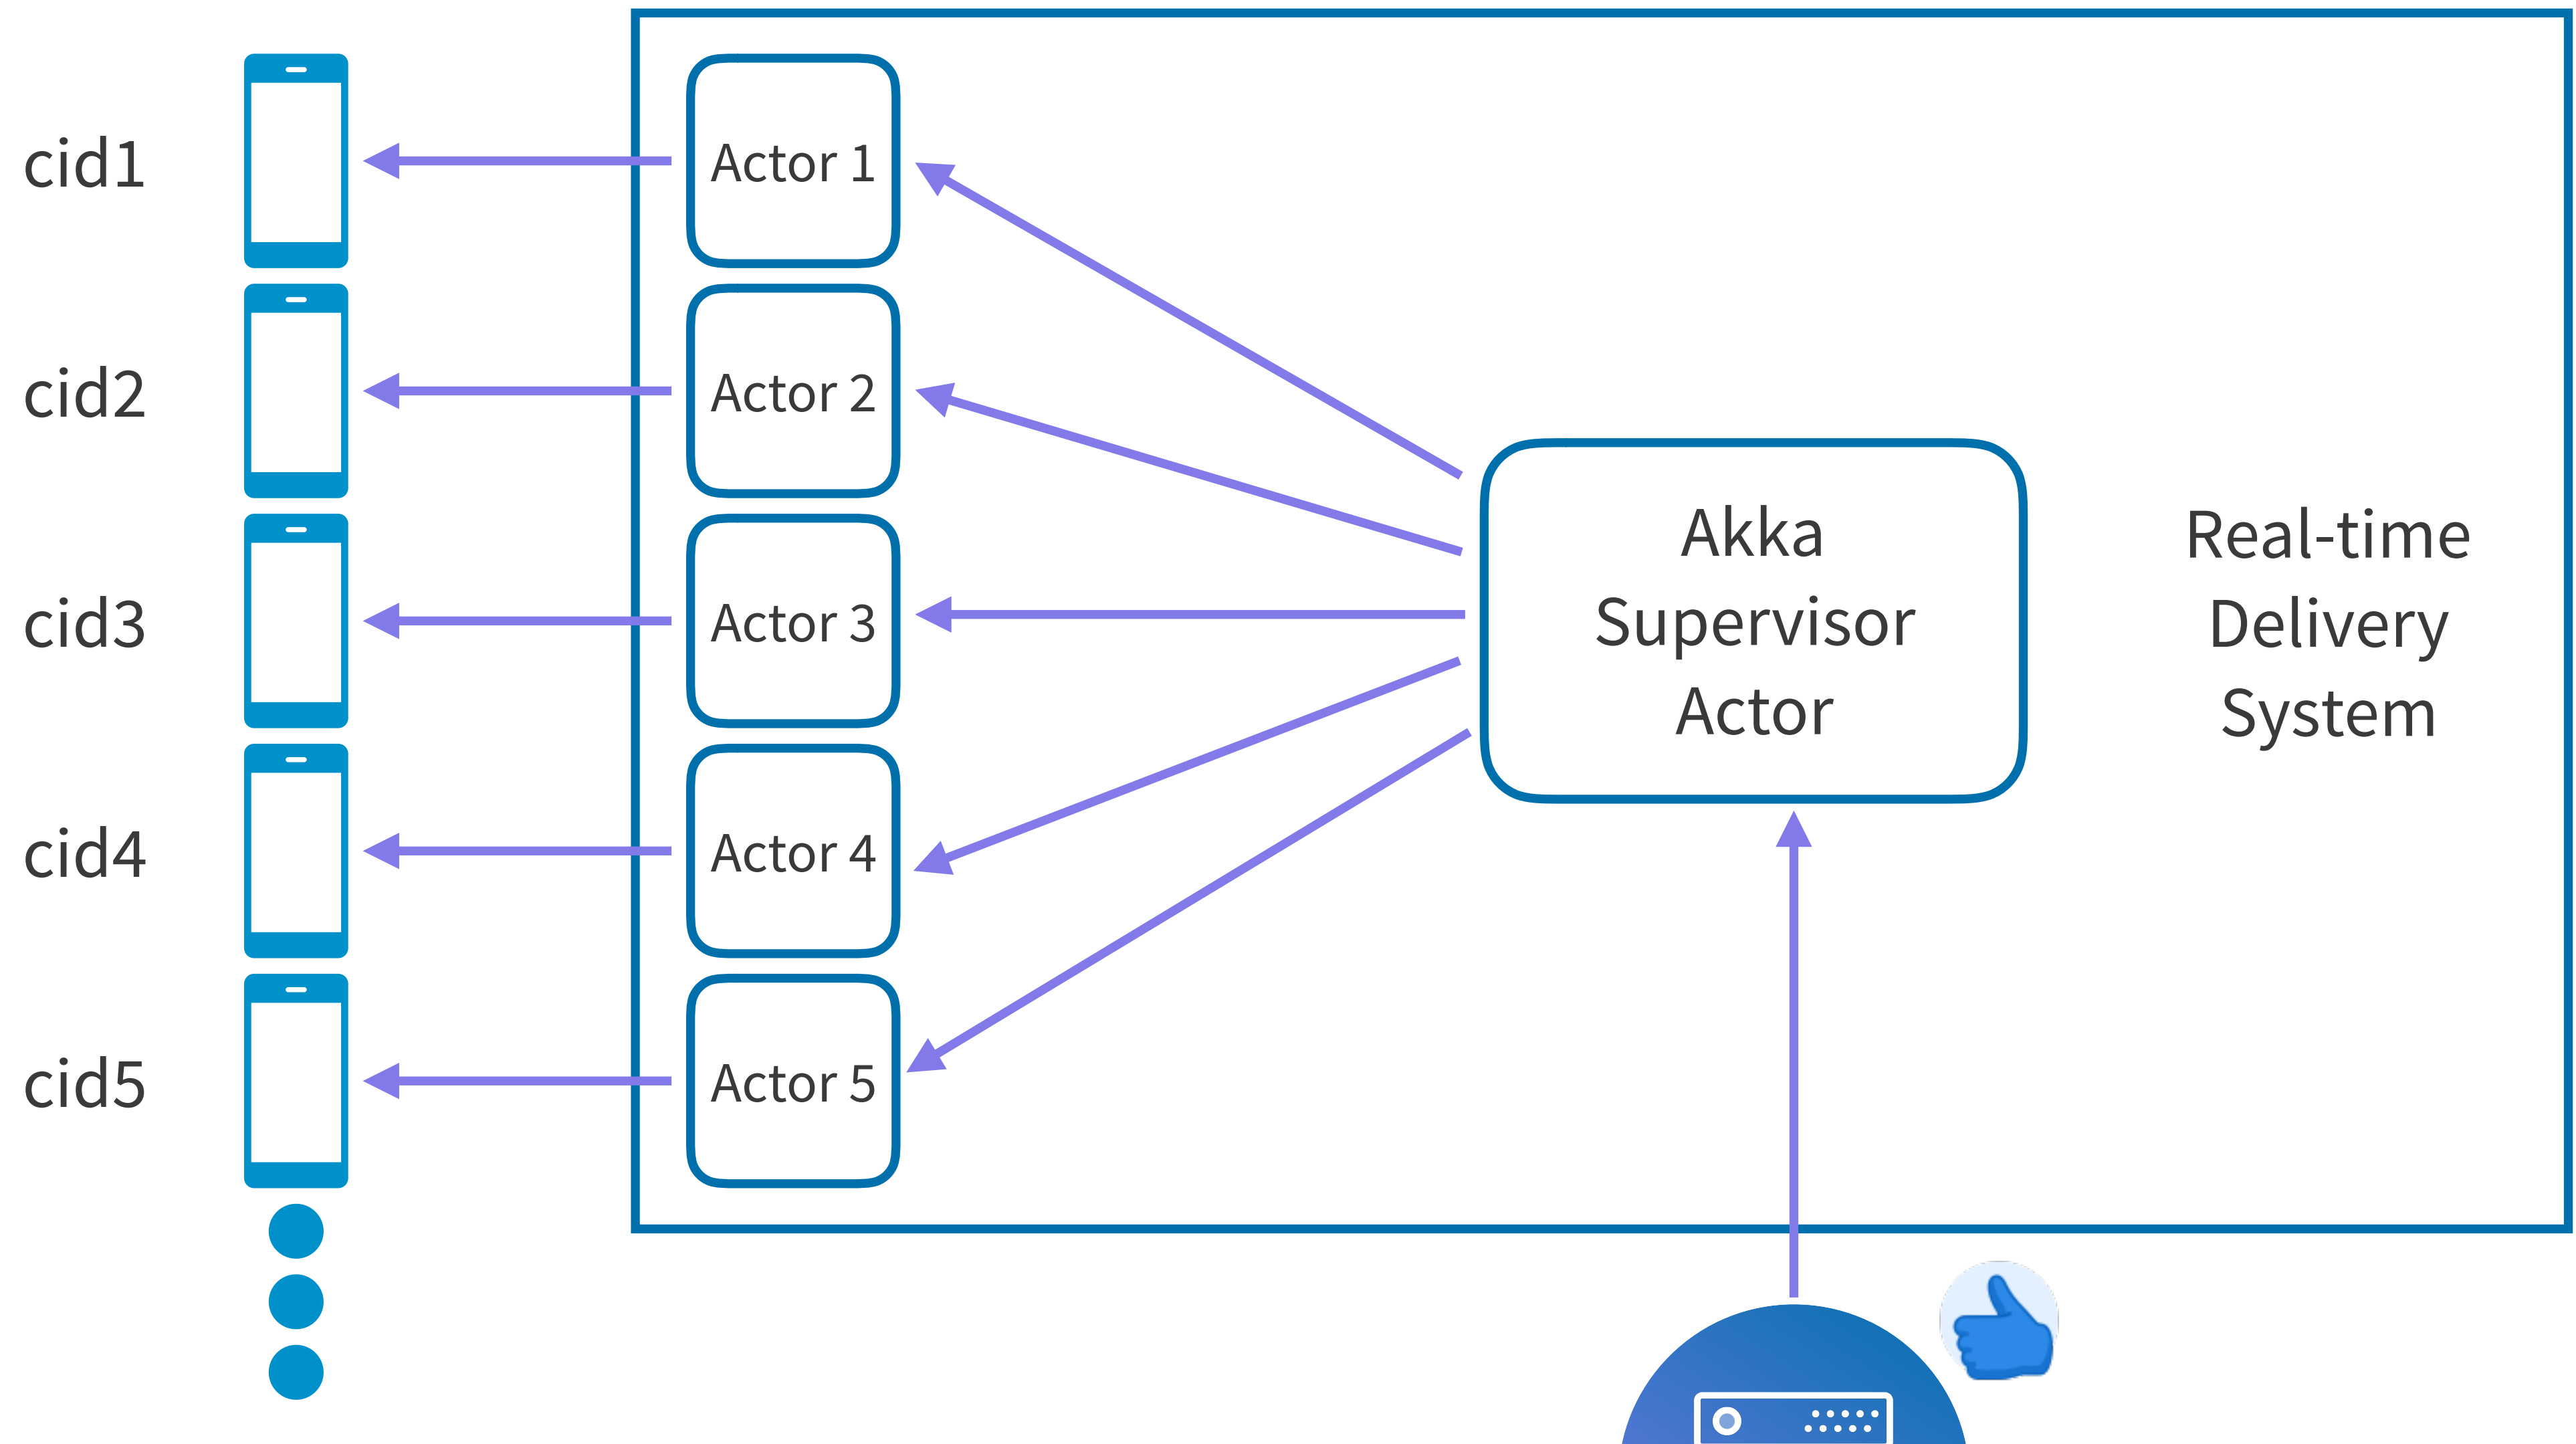 cid1
Actor 1
cid2
Actor 2
cid3
Actor 3
cid4
Actor 4
cid5
Actor 5
Akka
Supervisor
Actor
Real-time
Delivery
System